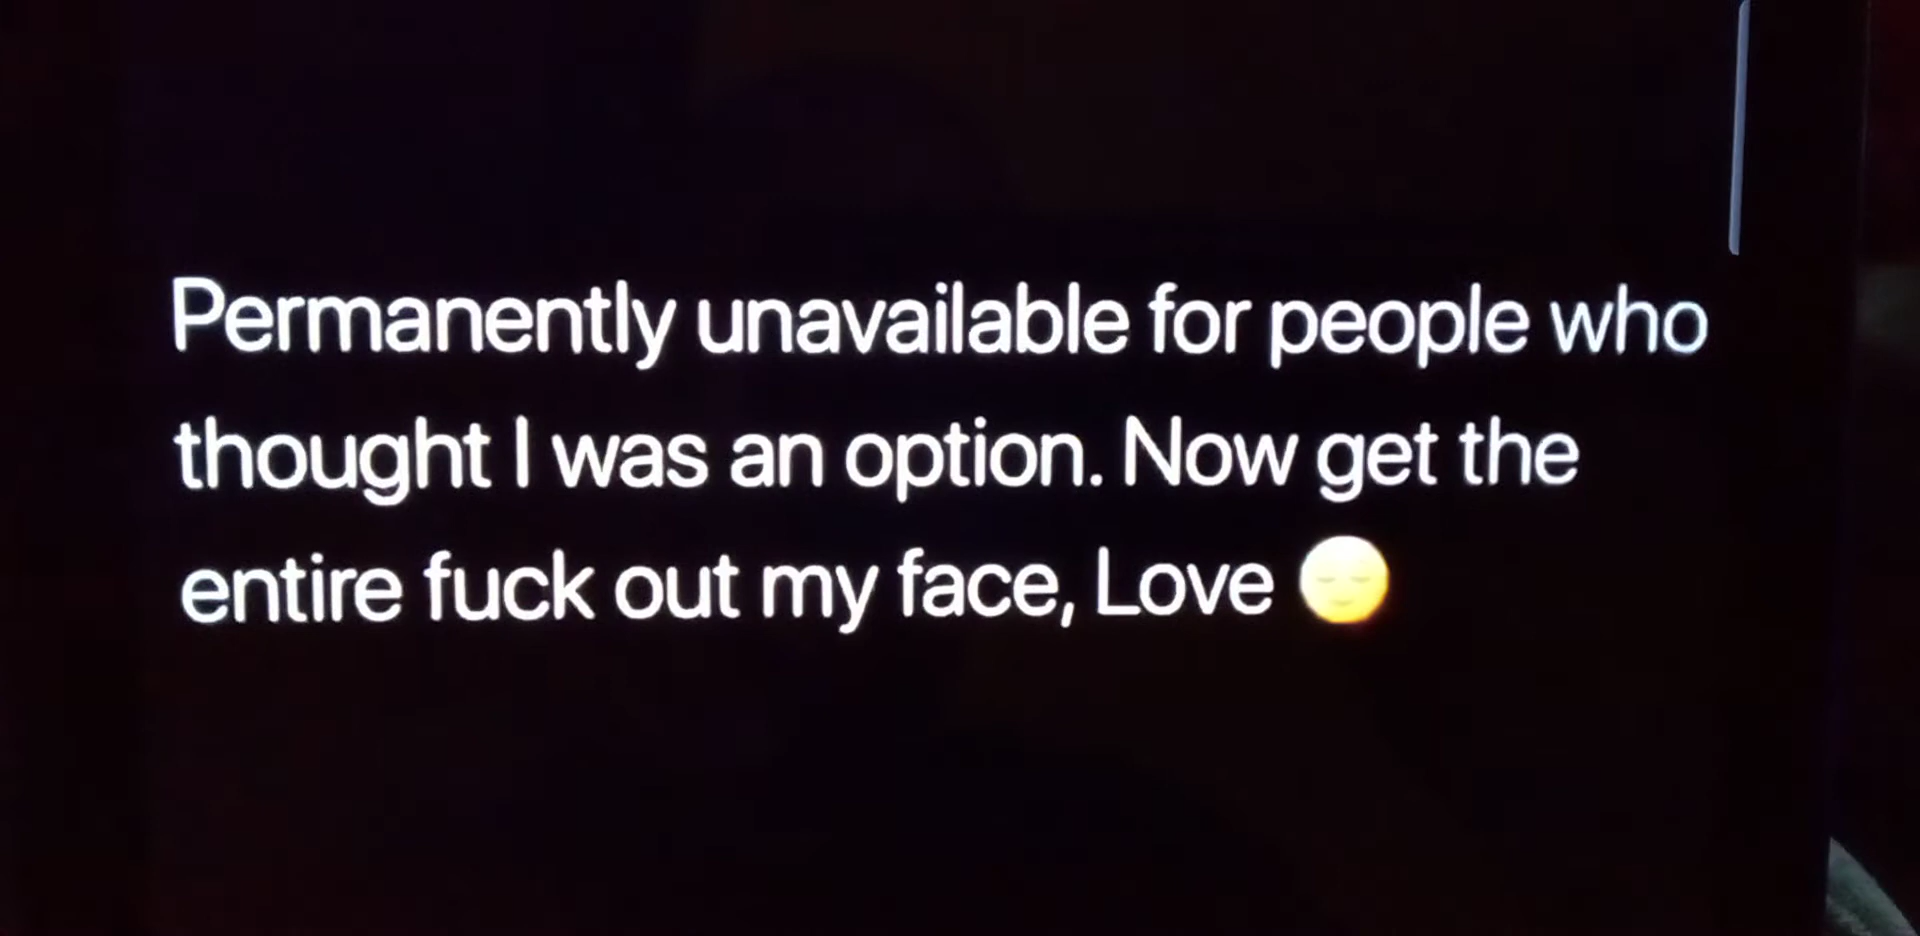 Permanently unavailable for people who
thought I was an option. Now get the
entire fuck out my face, Love 😌